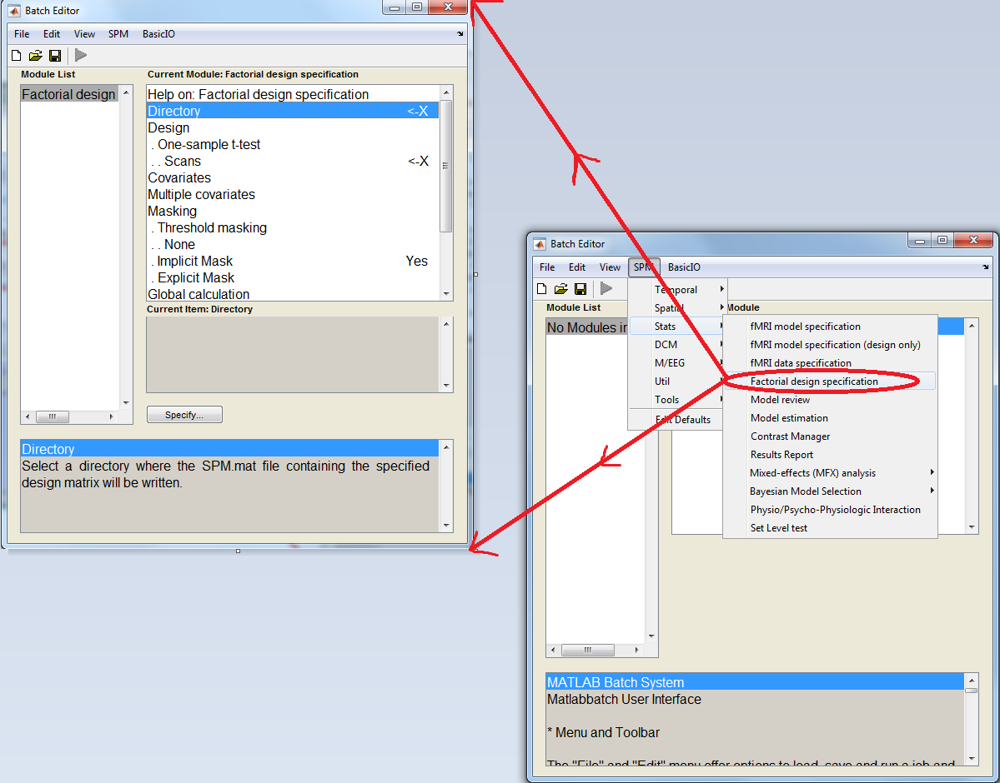 Batch Editor
File Edit View SPM BasicIO
Module List
Factorial design
Current Module: Factorial design specification
Help on: Factorial design specification
Directory <-X
Design
. One-sample t-test
. . Scans <-X
Covariates
Multiple covariates
Masking
. Threshold masking
. . None
. Implicit Mask Yes
. Explicit Mask
Global calculation
Current Item: Directory
Specify...
Directory
Select a directory where the SPM.mat file containing the specified
design matrix will be written.
Batch Editor
File Edit View SPM BasicIO
Module List
No Modules in
Module
Temporal
Spatial
Stats
DCM
M/EEG
Util
Tools
Edit Defaults
fMRI model specification
fMRI model specification (design only)
fMRI data specification
Factorial design specification
Model review
Model estimation
Contrast Manager
Results Report
Mixed-effects (MFX) analysis
Bayesian Model Selection
Physio/Psycho-Physiologic Interaction
Set Level test
MATLAB Batch System
Matlabbatch User Interface
* Menu and Toolbar
The "File" and "Edit" menu offer options to load, save and run a job and